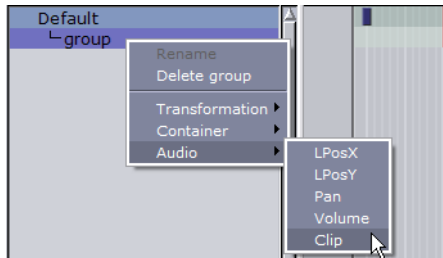 Default
group
Rename
Delete group
Transformation
Container
Audio
LPosX
LPosY
Pan
Volume
Clip